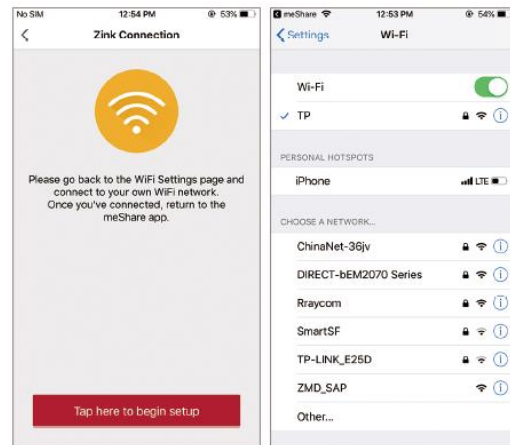 No SIM 12:54 PM 53%
Zink Connection
Please go back to the WiFi Settings page and
connect to your own WiFi network.
Once you've connected, return to the
meShare app.
Tap here to begin setup
meShare 12:53 PM 54%
Settings Wi-Fi
Wi-Fi
TP
PERSONAL HOTSPOTS
iPhone LTE
CHOOSE A NETWORK...
ChinaNet-36jv
DIRECT-bEM2070 Series
Rraycom
SmartSF
TP-LINK_E25D
ZMD_SAP
Other...